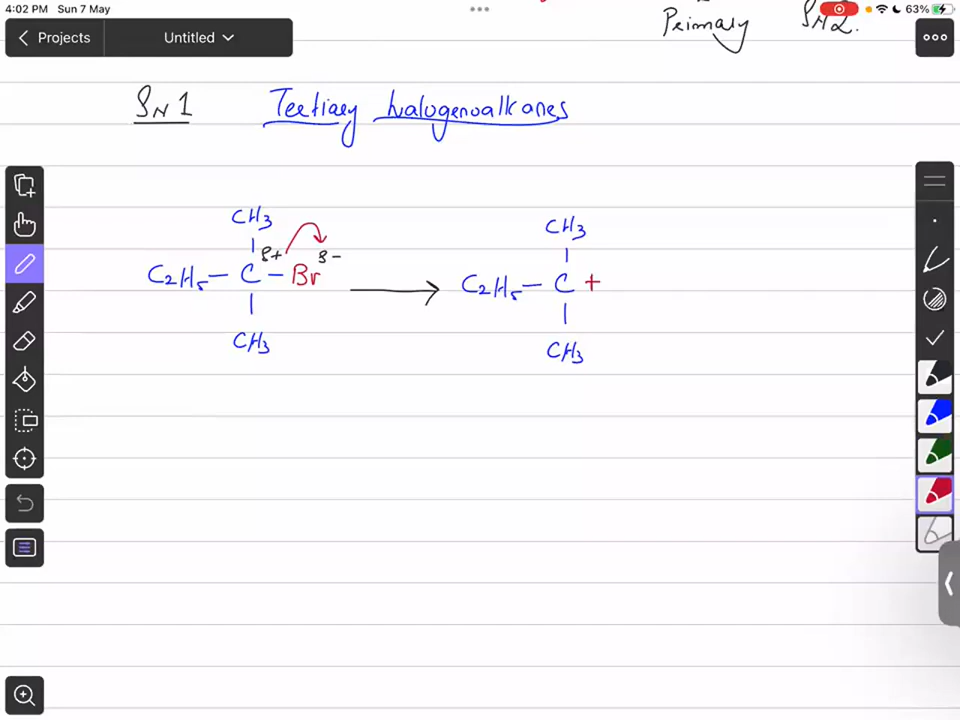 4:02 PM Sun 7 May
63%
Projects
Untitled
Primary SN2.
SN1 Tertiary halogenoalkanes
CH3 CH3
δ+ δ-
C2H5 – C – Br → C2H5 – C +
CH3 CH3